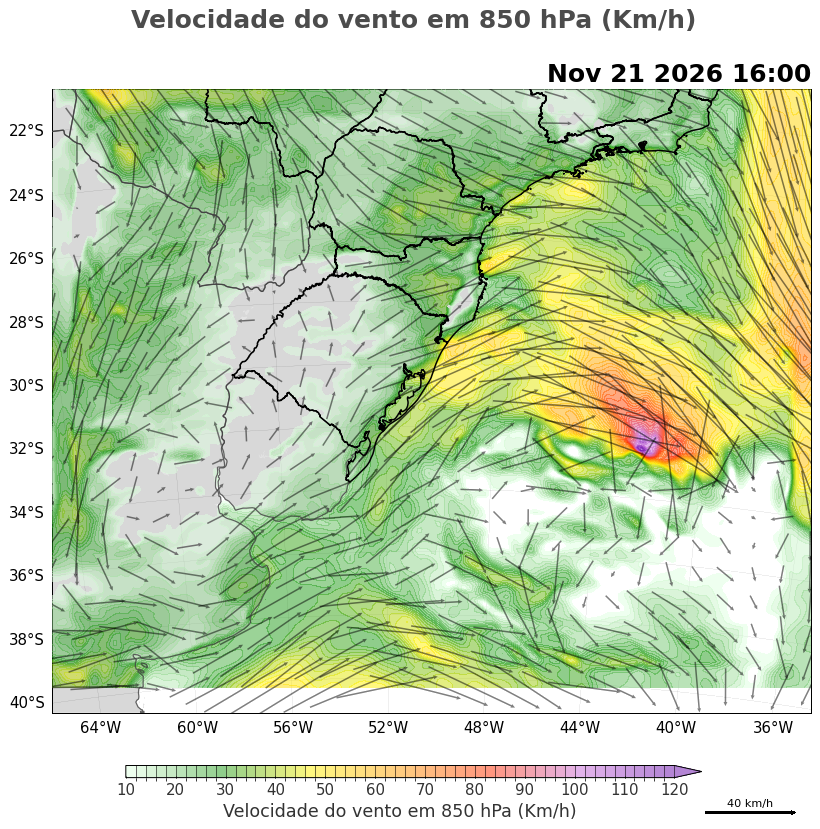 Velocidade do vento em 850 hPa (Km/h)
Nov 21 2026 16:00
22°S
24°S
26°S
28°S
30°S
32°S
34°S
36°S
38°S
40°S
64°W 60°W 56°W 52°W 48°W 44°W 40°W 36°W
10 20 30 40 50 60 70 80 90 100 110 120
Velocidade do vento em 850 hPa (Km/h)
40 km/h